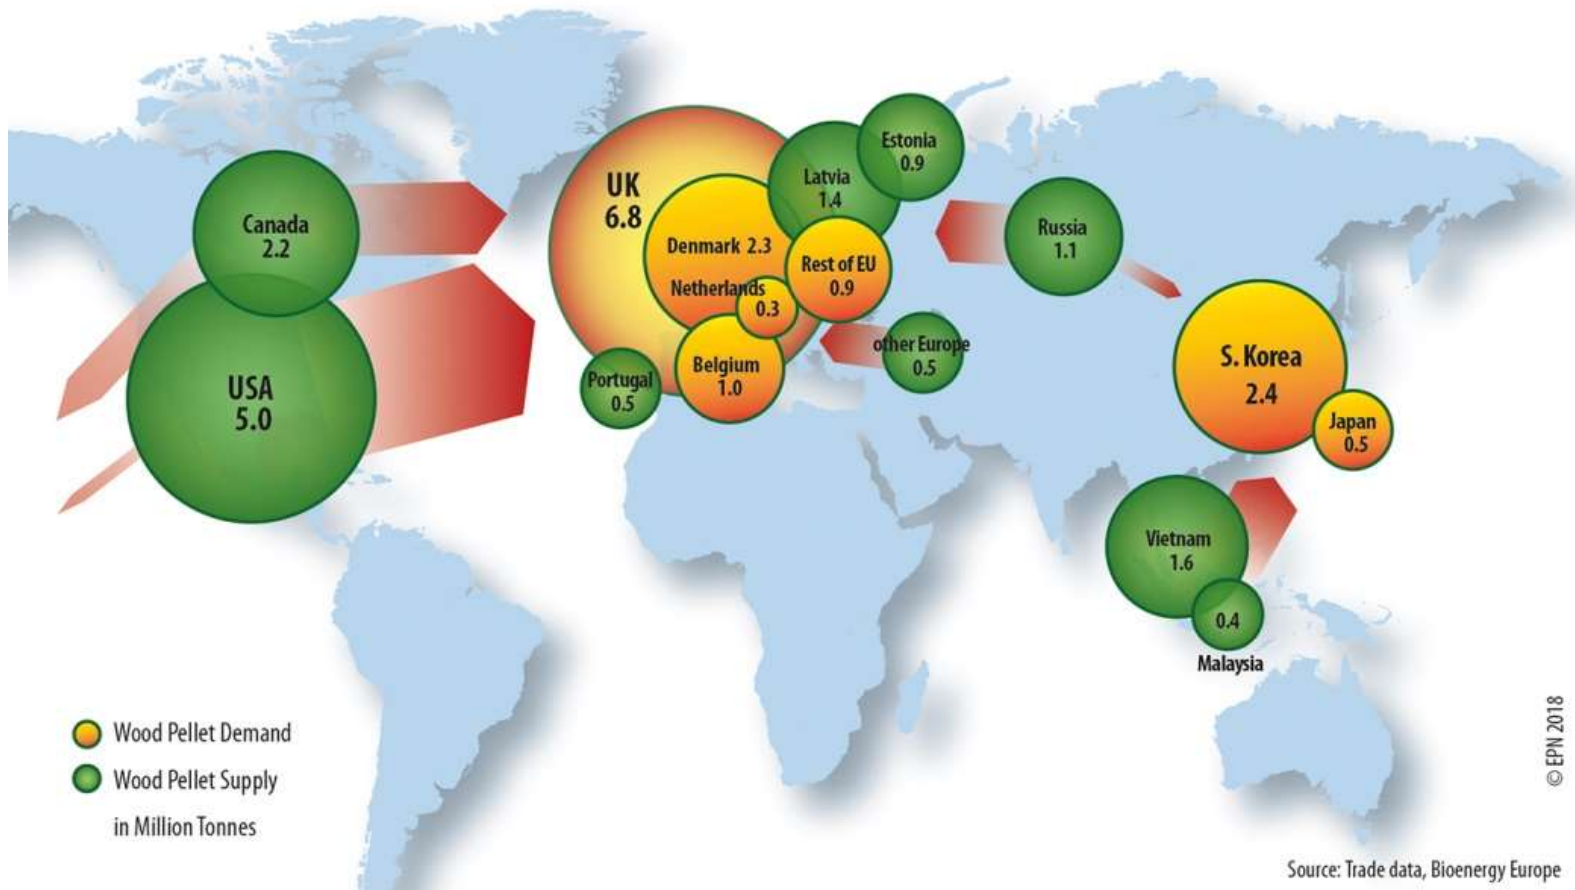 Canada
2.2
USA
5.0
UK
6.8
Denmark 2.3
Netherlands
0.3
Belgium
1.0
Portugal
0.5
Latvia
1.4
Estonia
0.9
Rest of EU
0.9
other Europe
0.5
Russia
1.1
S. Korea
2.4
Japan
0.5
Vietnam
1.6
0.4
Malaysia
Wood Pellet Demand
Wood Pellet Supply
in Million Tonnes
© EPN 2018
Source: Trade data, Bioenergy Europe